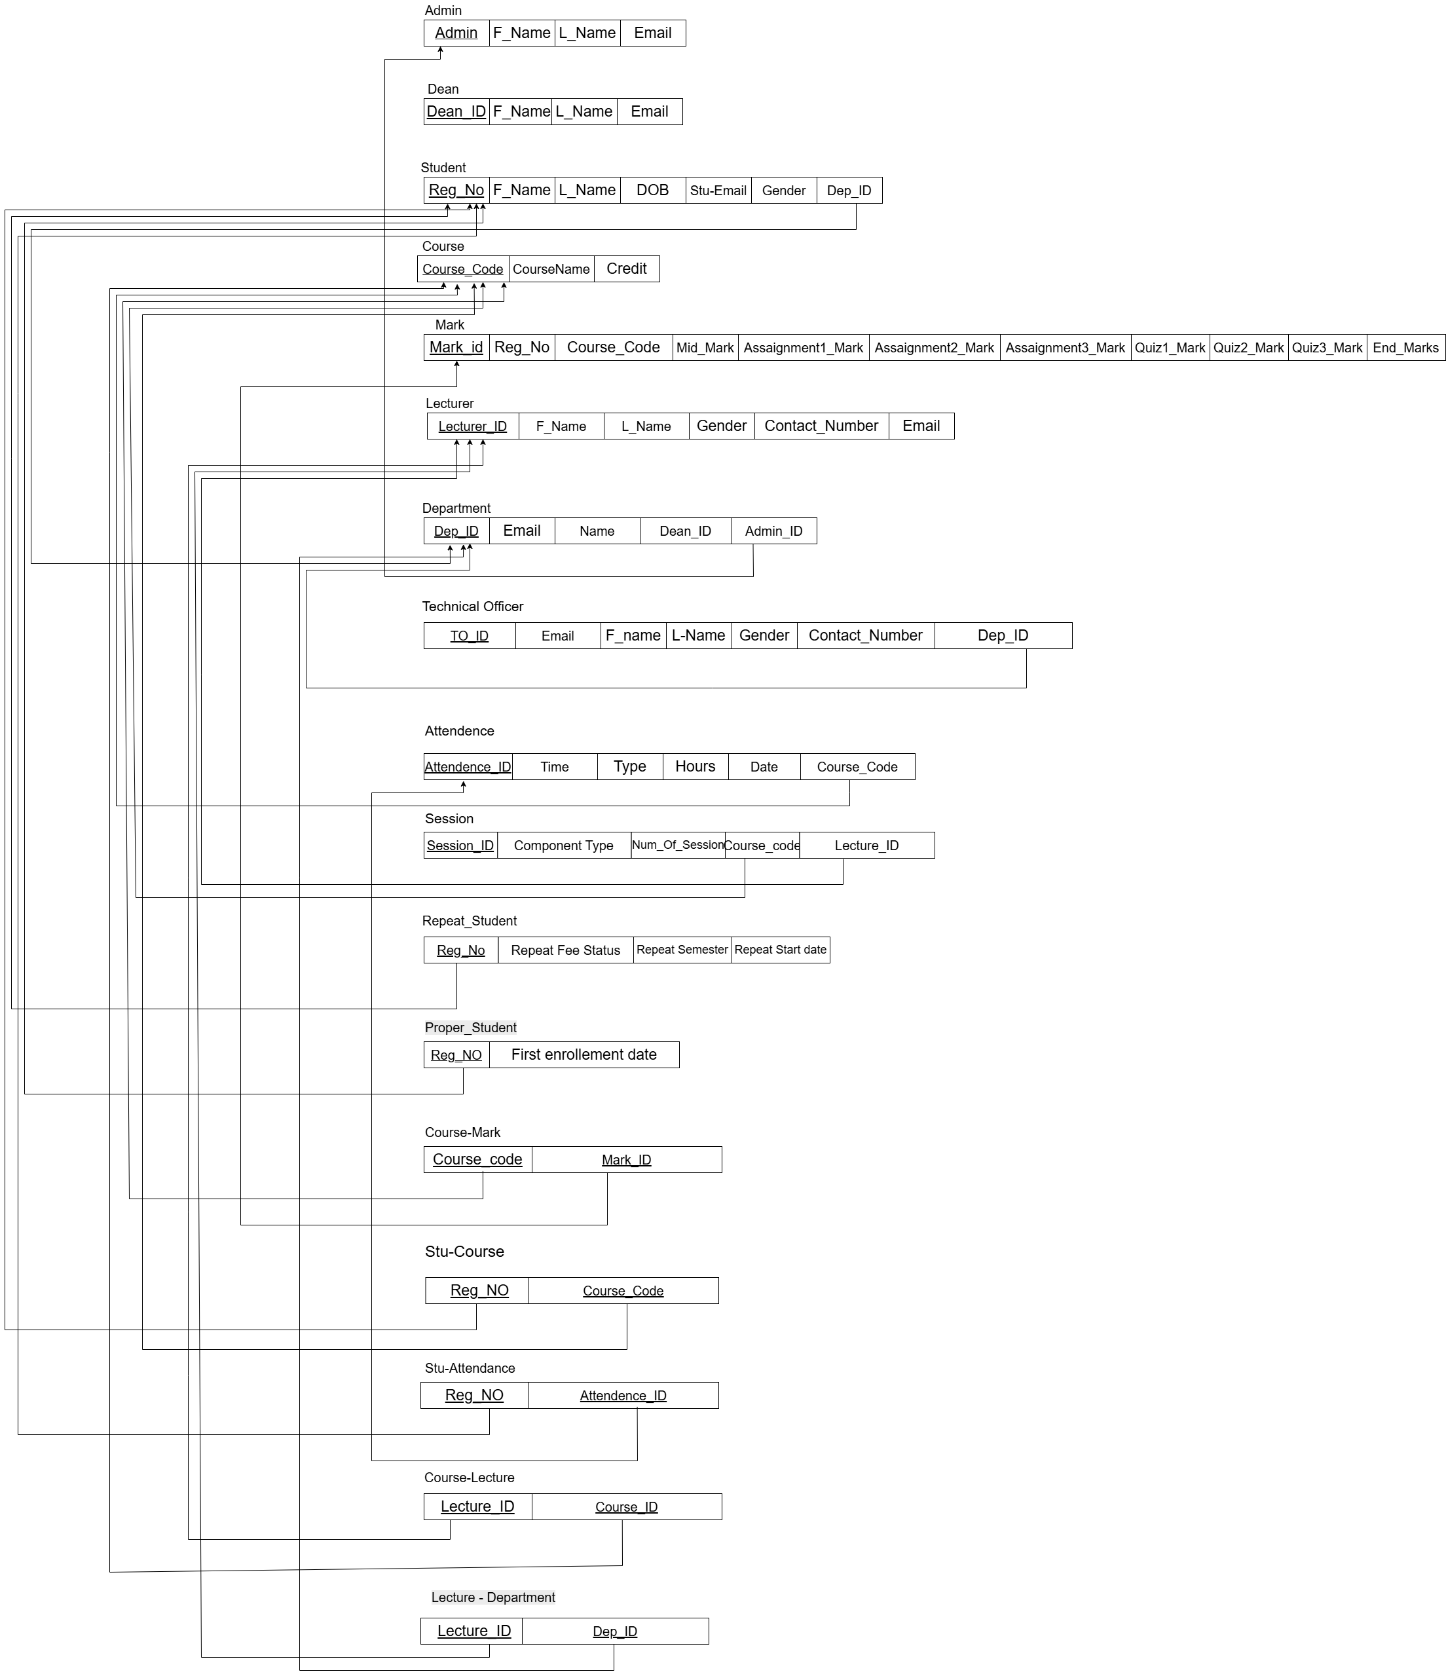 Admin
Admin F_Name L_Name Email
Dean
Dean_ID F_Name L_Name Email
Student
Reg_No F_Name L_Name DOB Stu-Email Gender Dep_ID
Course
Course_Code CourseName Credit
Mark
Mark_id Reg_No Course_Code Mid_Mark Assaignment1_Mark Assaignment2_Mark Assaignment3_Mark Quiz1_Mark Quiz2_Mark Quiz3_Mark End_Marks
Lecturer
Lecturer_ID F_Name L_Name Gender Contact_Number Email
Department
Dep_ID Email Name Dean_ID Admin_ID
Technical Officer
TO_ID Email F_name L-Name Gender Contact_Number Dep_ID
Attendence
Attendence_ID Time Type Hours Date Course_Code
Session
Session_ID Component Type Num_Of_Session Course_code Lecture_ID
Repeat_Student
Reg_No Repeat Fee Status Repeat Semester Repeat Start date
Proper_Student
Reg_NO First enrollement date
Course-Mark
Course_code Mark_ID
Stu-Course
Reg_NO Course_Code
Stu-Attendance
Reg_NO Attendence_ID
Course-Lecture
Lecture_ID Course_ID
Lecture - Department
Lecture_ID Dep_ID